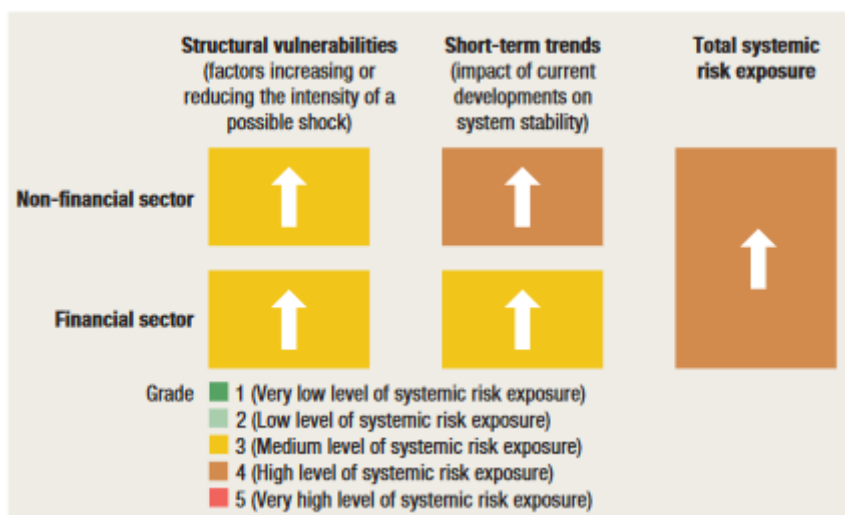 Structural vulnerabilities
(factors increasing or
reducing the intensity of a
possible shock)
Short-term trends
(impact of current
developments on
system stability)
Total systemic
risk exposure
Non-financial sector
Financial sector
Grade
1 (Very low level of systemic risk exposure)
2 (Low level of systemic risk exposure)
3 (Medium level of systemic risk exposure)
4 (High level of systemic risk exposure)
5 (Very high level of systemic risk exposure)